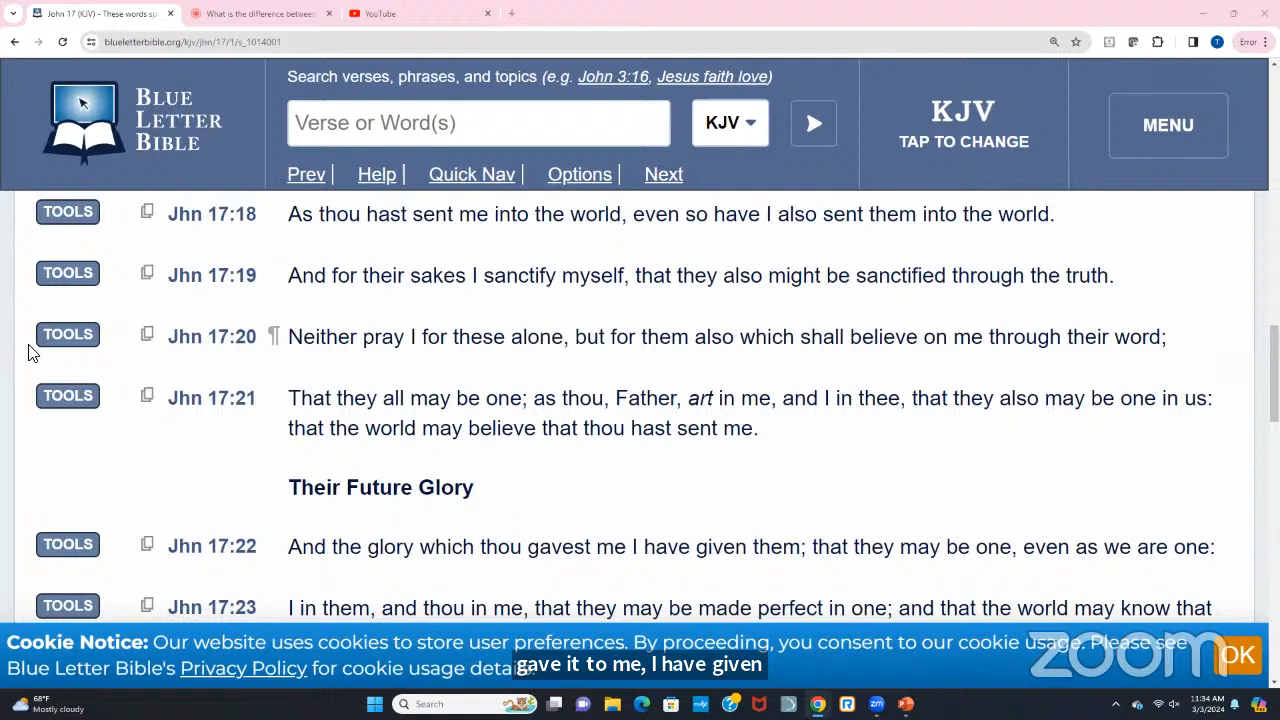 John 17 (KJV) - These words sp
What is the difference betwee
YouTube
blueletterbible.org/kjv/jhn/17/1/s_1014001
Error
BLUE
LETTER
BIBLE
Search verses, phrases, and topics (e.g. John 3:16, Jesus faith love)
Verse or Word(s)
KJV
KJV
TAP TO CHANGE
MENU
Prev | Help | Quick Nav | Options | Next
TOOLS Jhn 17:18 As thou hast sent me into the world, even so have I also sent them into the world.
TOOLS Jhn 17:19 And for their sakes I sanctify myself, that they also might be sanctified through the truth.
TOOLS Jhn 17:20 ¶ Neither pray I for these alone, but for them also which shall believe on me through their word;
TOOLS Jhn 17:21 That they all may be one; as thou, Father, art in me, and I in thee, that they also may be one in us:
that the world may believe that thou hast sent me.
Their Future Glory
TOOLS Jhn 17:22 And the glory which thou gavest me I have given them; that they may be one, even as we are one:
TOOLS Jhn 17:23 I in them, and thou in me, that they may be made perfect in one; and that the world may know that
Cookie Notice: Our website uses cookies to store user preferences. By proceeding, you consent to our cookie usage. Please see
Blue Letter Bible's Privacy Policy for cookie usage detai
OK
gave it to me, I have given
zoom
68°F
Mostly cloudy
Search
11:34 AM
3/3/2024